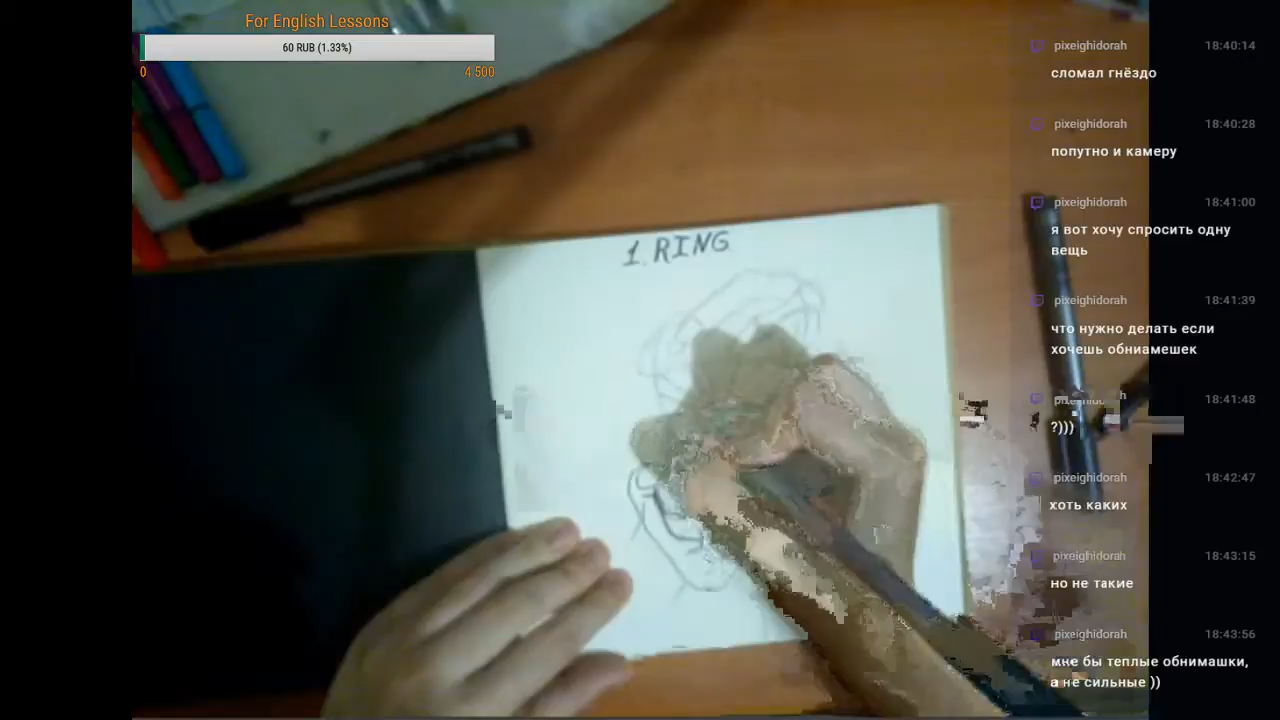 For English Lessons
60 RUB (1.33%)
0
4 500
1. RING
pixeighidorah 18:40:14
сломал гнёздо
pixeighidorah 18:40:28
попутно и камеру
pixeighidorah 18:41:00
я вот хочу спросить одну
вещь
pixeighidorah 18:41:39
что нужно делать если
хочешь обниамешек
18:41:48
?)))
pixeighidorah 18:42:47
хоть каких
pixeighidorah 18:43:15
но не такие
pixeighidorah 18:43:56
мне бы теплые обнимашки,
а не сильные ))